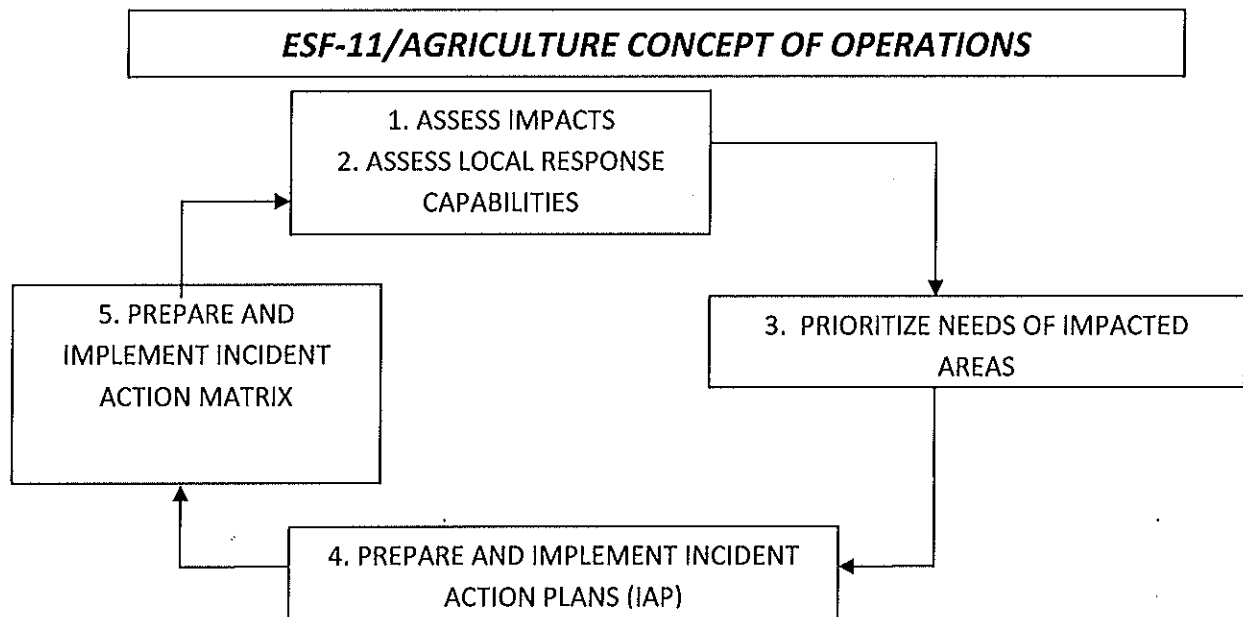 ESF-11/AGRICULTURE CONCEPT OF OPERATIONS
1. ASSESS IMPACTS
2. ASSESS LOCAL RESPONSE
CAPABILITIES
3. PRIORITIZE NEEDS OF IMPACTED
AREAS
4. PREPARE AND IMPLEMENT INCIDENT
ACTION PLANS (IAP)
5. PREPARE AND
IMPLEMENT INCIDENT
ACTION MATRIX